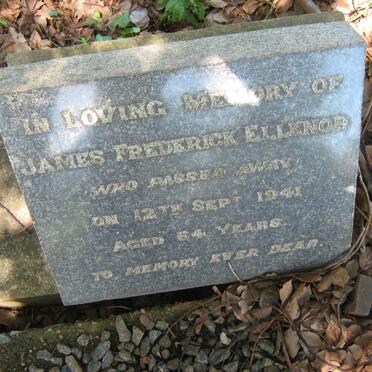 IN LOVING MEMORY OF
JAMES FREDERICK ELLENOR
WHO PASSED AWAY
ON 12TH SEPT 1941
AGED 64 YEARS.
TO MEMORY EVER DEAR.